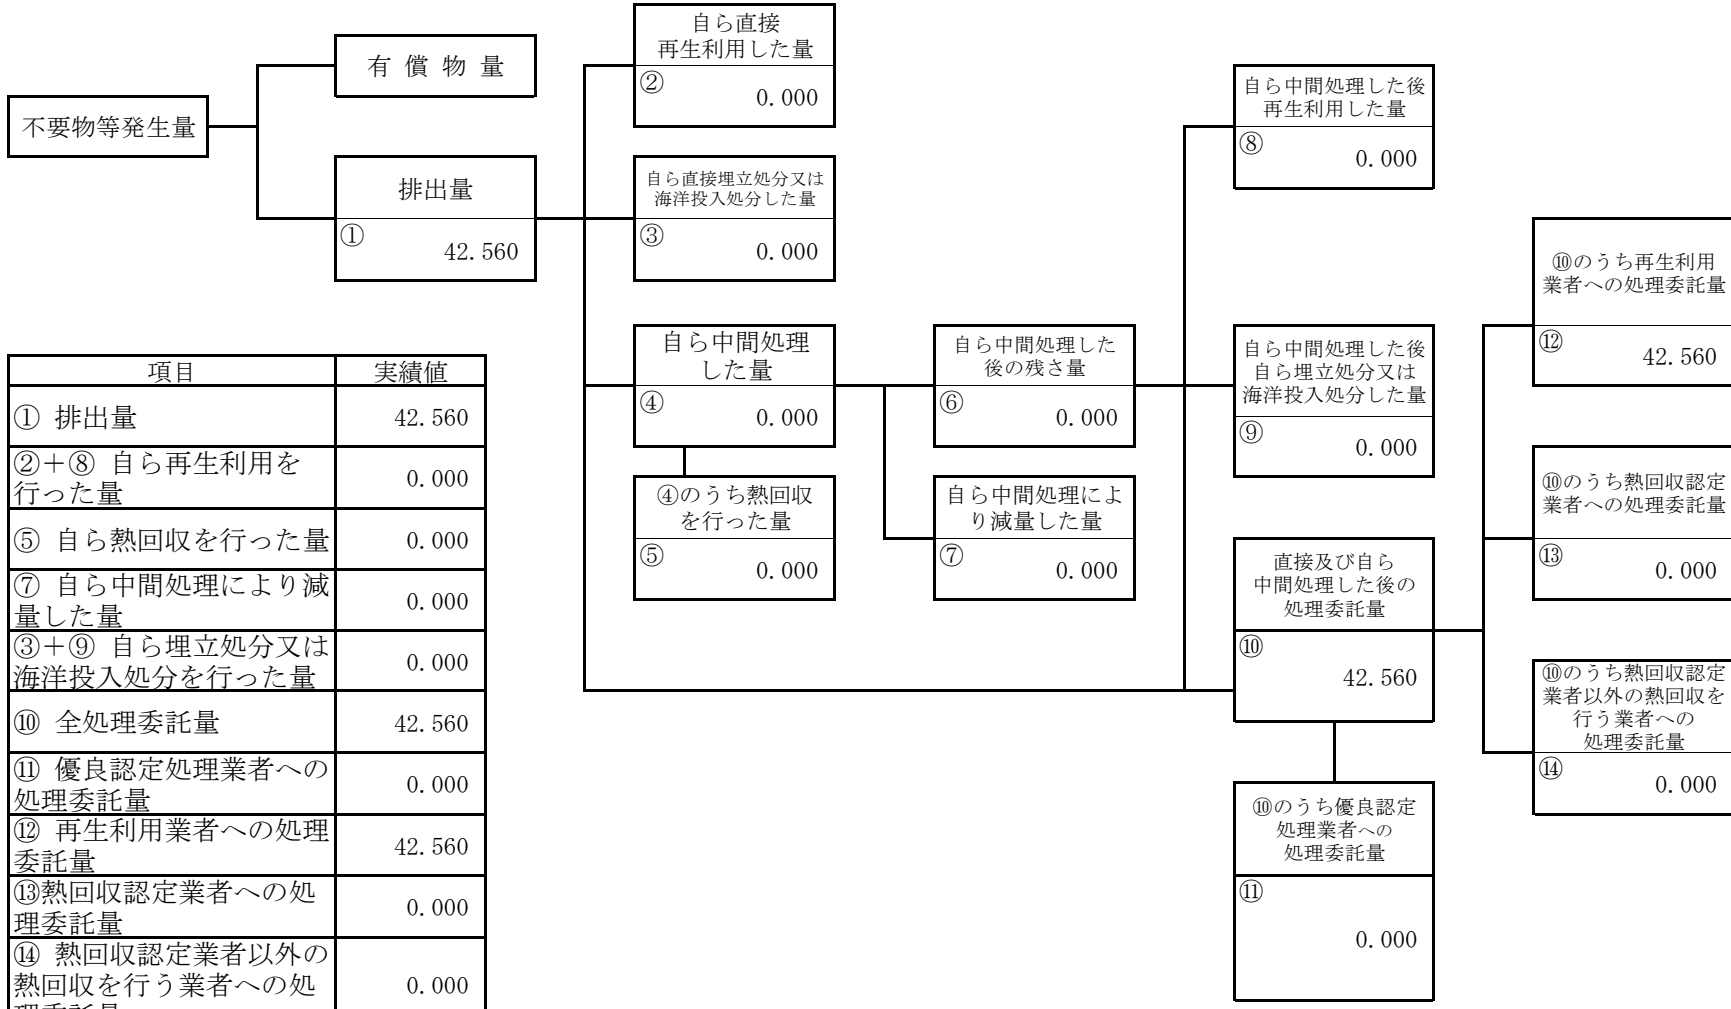 不要物等発生量
有 償 物 量
排出量
①
42.560
自ら直接
再生利用した量
②
0.000
自ら直接埋立処分又は
海洋投入処分した量
③
0.000
自ら中間処理
した量
④
0.000
④のうち熱回収
を行った量
⑤
0.000
自ら中間処理した
後の残さ量
⑥
0.000
自ら中間処理によ
り減量した量
⑦
0.000
自ら中間処理した後
再生利用した量
⑧
0.000
自ら中間処理した後
自ら埋立処分又は
海洋投入処分した量
⑨
0.000
直接及び自ら
中間処理した後の
処理委託量
⑩
42.560
⑩のうち優良認定
処理業者への
処理委託量
⑪
0.000
⑩のうち再生利用
業者への処理委託量
⑫
42.560
⑩のうち熱回収認定
業者への処理委託量
⑬
0.000
⑩のうち熱回収認定
業者以外の熱回収を
行う業者への
処理委託量
⑭
0.000
項目 実績値
① 排出量 42.560
②＋⑧ 自ら再生利用を
行った量 0.000
⑤ 自ら熱回収を行った量 0.000
⑦ 自ら中間処理により減
量した量 0.000
③＋⑨ 自ら埋立処分又は
海洋投入処分を行った量 0.000
⑩ 全処理委託量 42.560
⑪ 優良認定処理業者への
処理委託量 0.000
⑫ 再生利用業者への処理
委託量 42.560
⑬熱回収認定業者への処
理委託量 0.000
⑭ 熱回収認定業者以外の
熱回収を行う業者への処 0.000